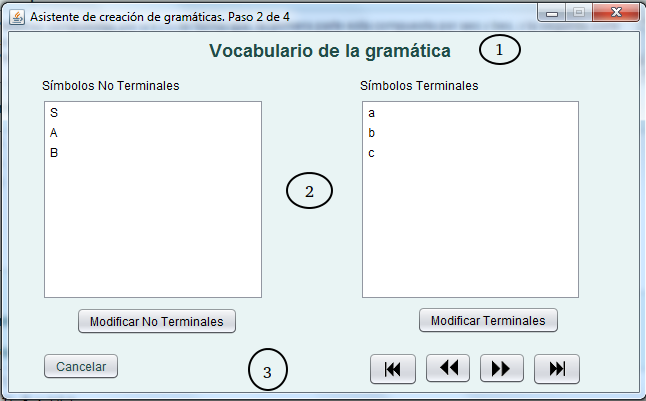 Asistente de creación de gramáticas. Paso 2 de 4
Vocabulario de la gramática 1
Símbolos No Terminales
S
A
B
Símbolos Terminales
a
b
c
2
Modificar No Terminales
Modificar Terminales
Cancelar
3